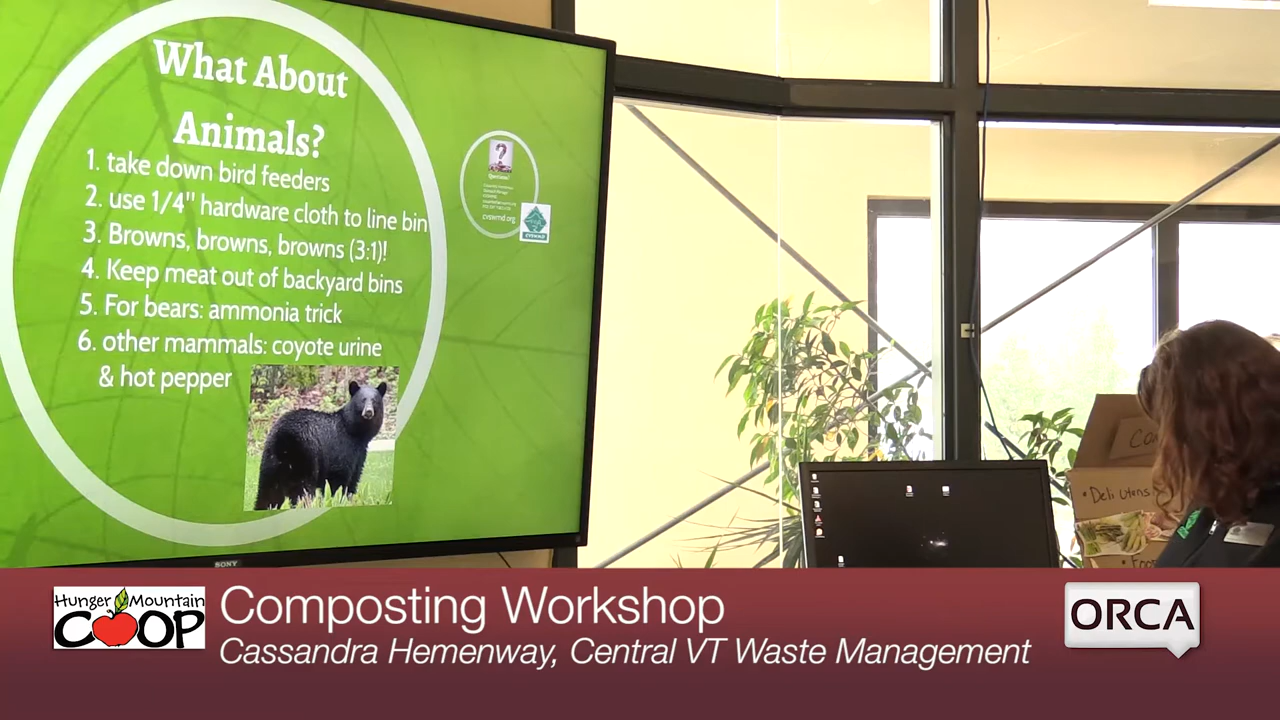 What About
Animals?
1. take down bird feeders
2. use 1/4" hardware cloth to line bin
3. Browns, browns, browns (3:1)!
4. Keep meat out of backyard bins
5. For bears: ammonia trick
6. other mammals: coyote urine
& hot pepper
?
Questions?
cvswmd.org
CVSWMD
SONY
• Deli Utens
Hunger Mountain
COOP
Composting Workshop
Cassandra Hemenway, Central VT Waste Management
ORCA